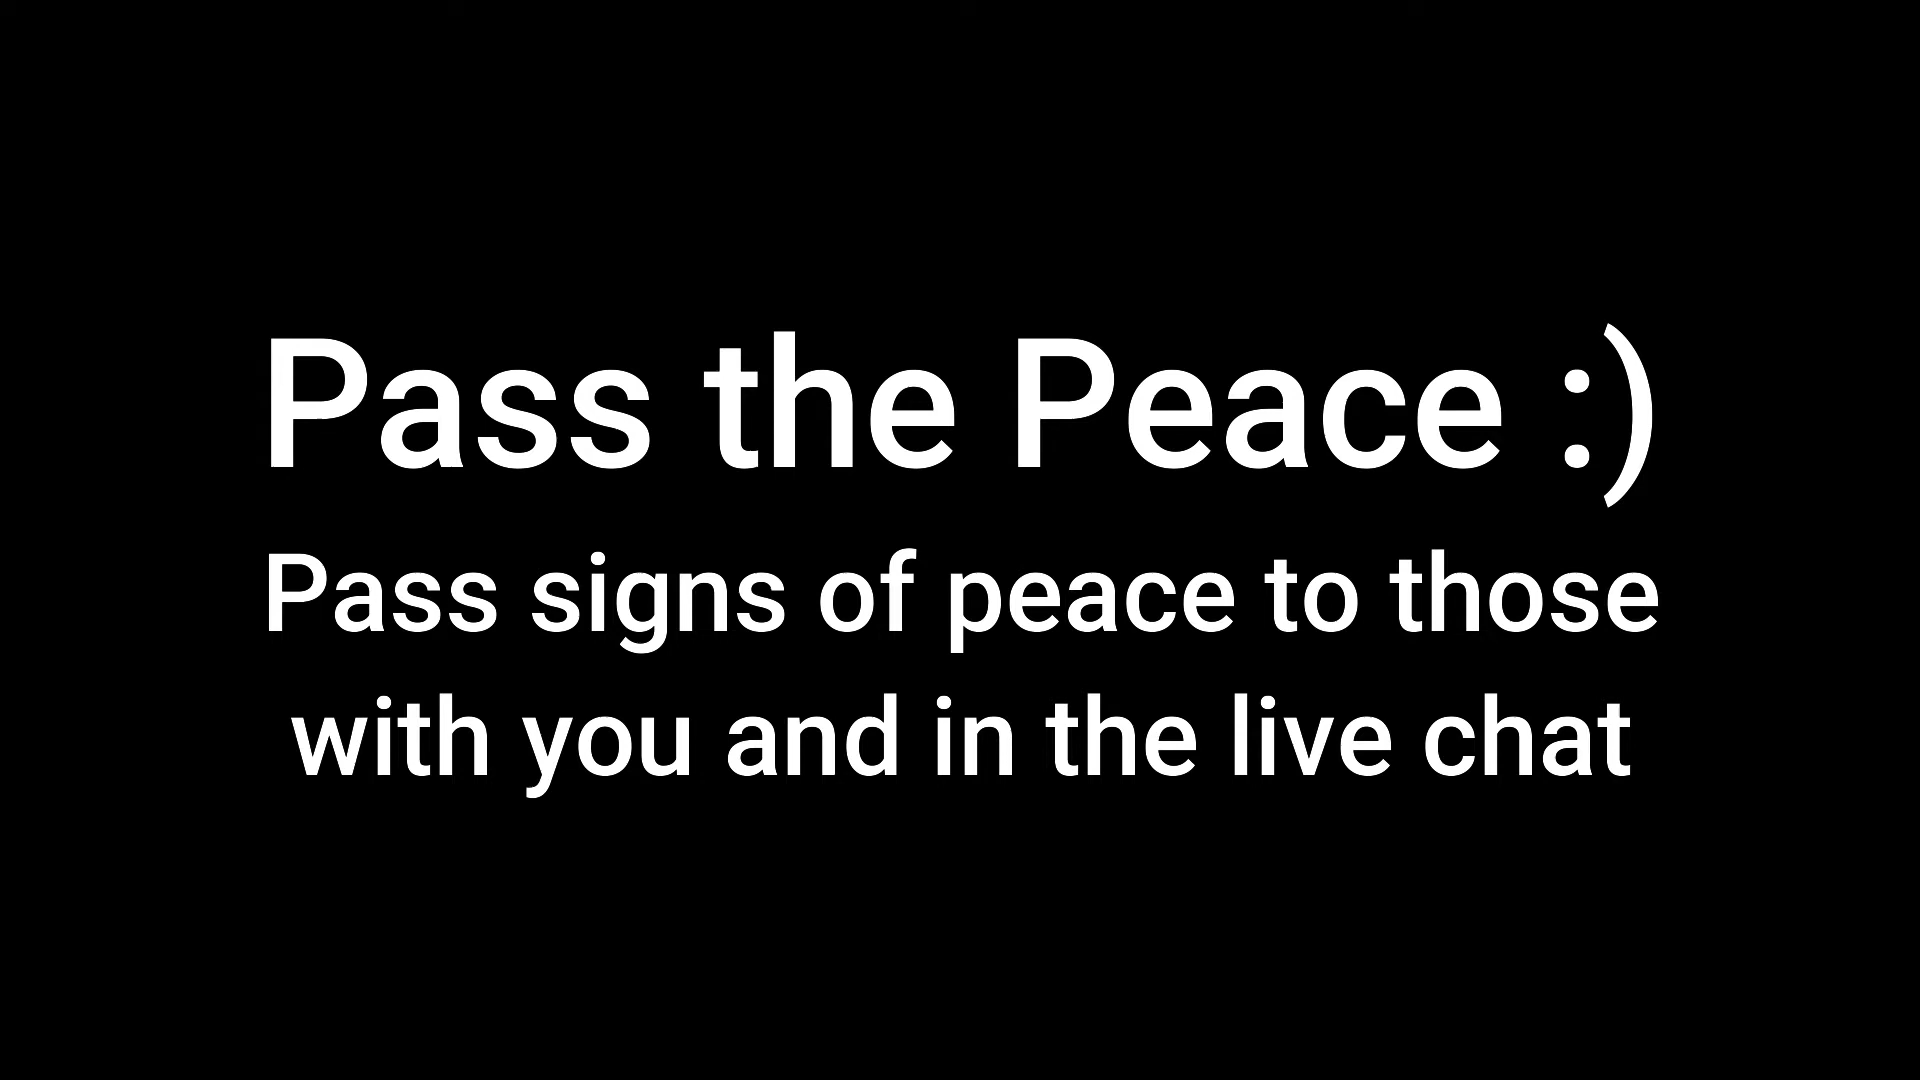 Pass the Peace :)
Pass signs of peace to those
with you and in the live chat